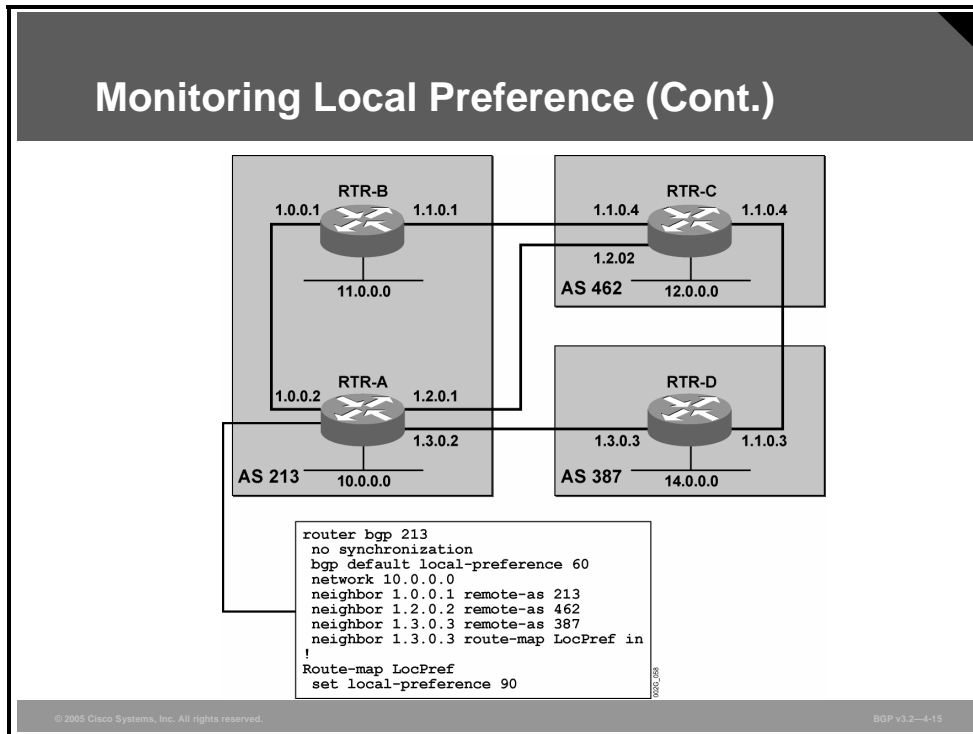 Monitoring Local Preference (Cont.)
RTR-B
1.0.0.1
1.1.0.1
11.0.0.0
RTR-C
1.1.0.4
1.1.0.4
1.2.02
AS 462
12.0.0.0
RTR-A
1.0.0.2
1.2.0.1
1.3.0.2
AS 213
10.0.0.0
RTR-D
1.3.0.3
1.1.0.3
AS 387
14.0.0.0
router bgp 213
no synchronization
bgp default local-preference 60
network 10.0.0.0
neighbor 1.0.0.1 remote-as 213
neighbor 1.2.0.2 remote-as 462
neighbor 1.3.0.3 remote-as 387
neighbor 1.3.0.3 route-map LocPref in
!
Route-map LocPref
set local-preference 90
002G_058
© 2005 Cisco Systems, Inc. All rights reserved.
BGP v3.2—4-15